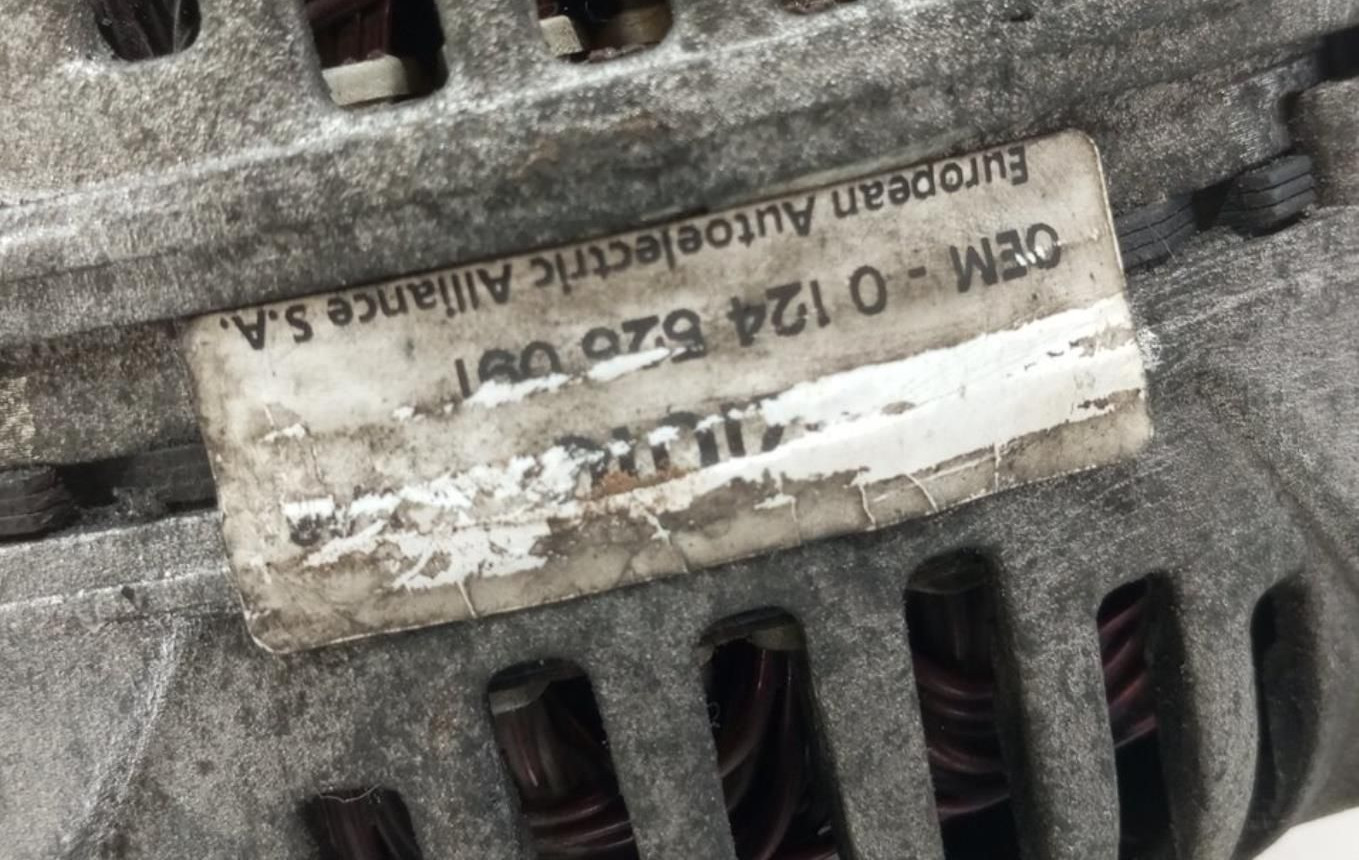 OEM - 0 124 525 091
European Autoelectric Alliance S.A.